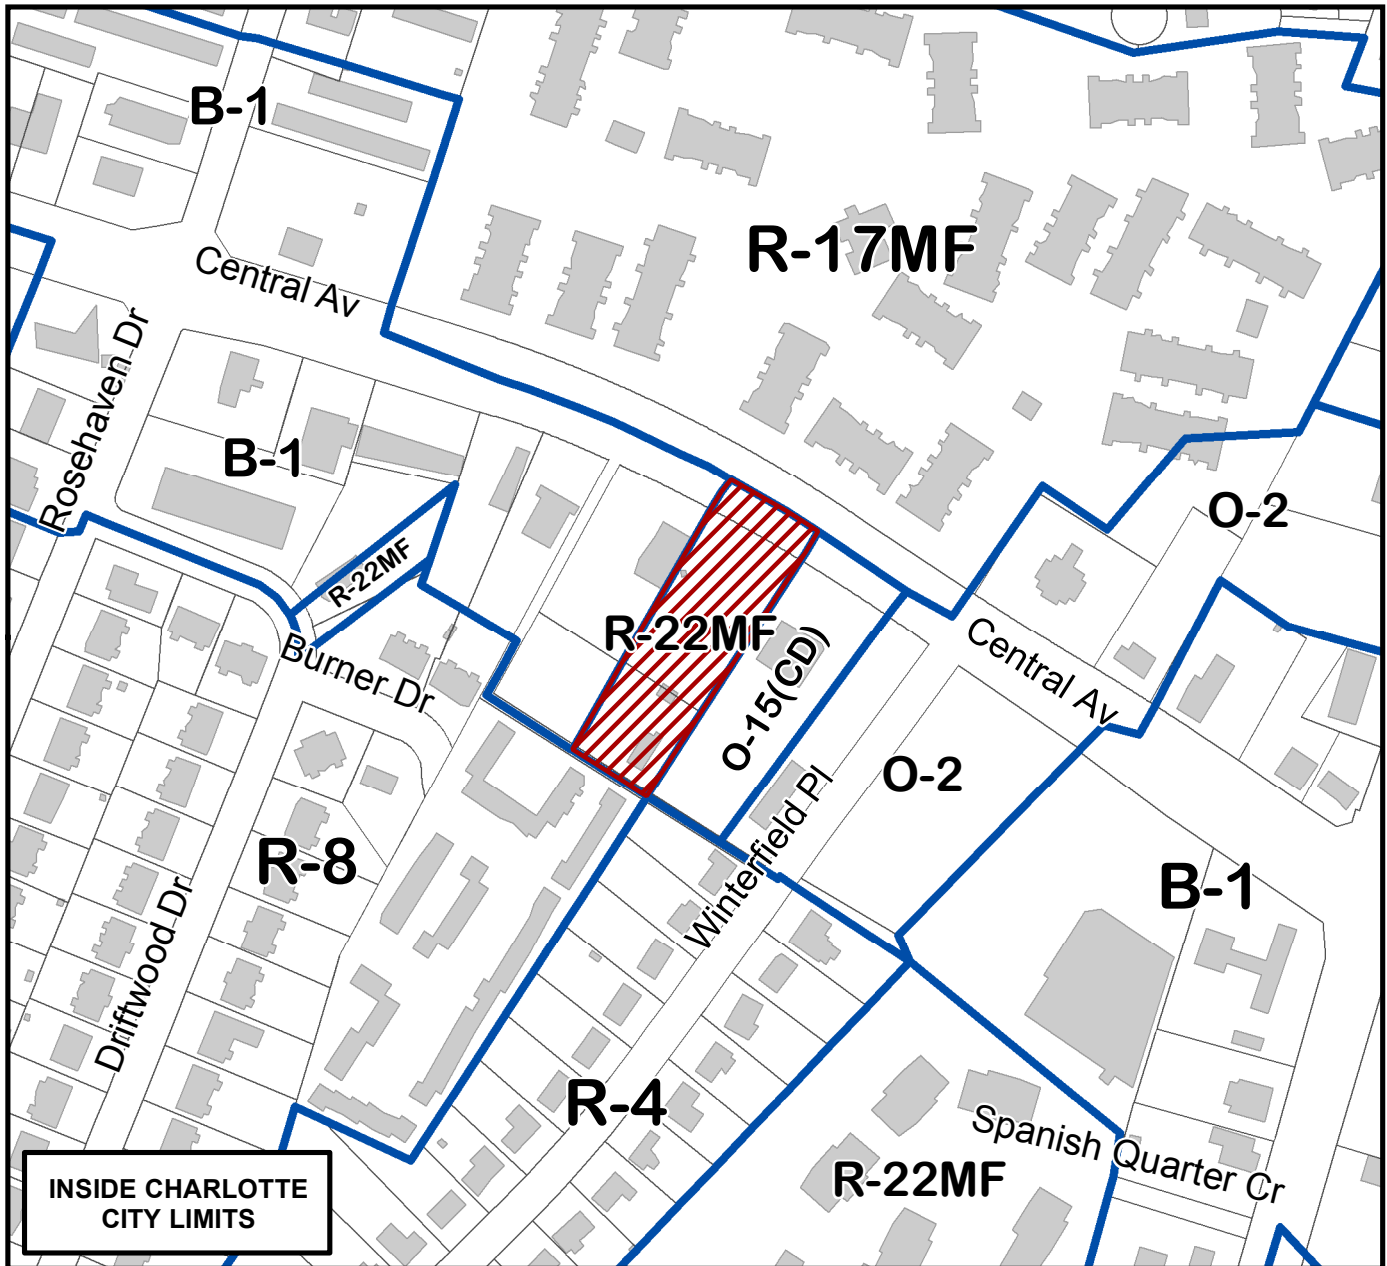 B-1
R-17MF
Central Av
Rosehaven Dr
B-1
O-2
R-22MF
R-22MF
O-15(CD)
Central Av
Burner Dr
O-2
Winterfield Pl
R-8
B-1
Driftwood Dr
R-4
Spanish Quarter Cr
R-22MF
INSIDE CHARLOTTE
CITY LIMITS